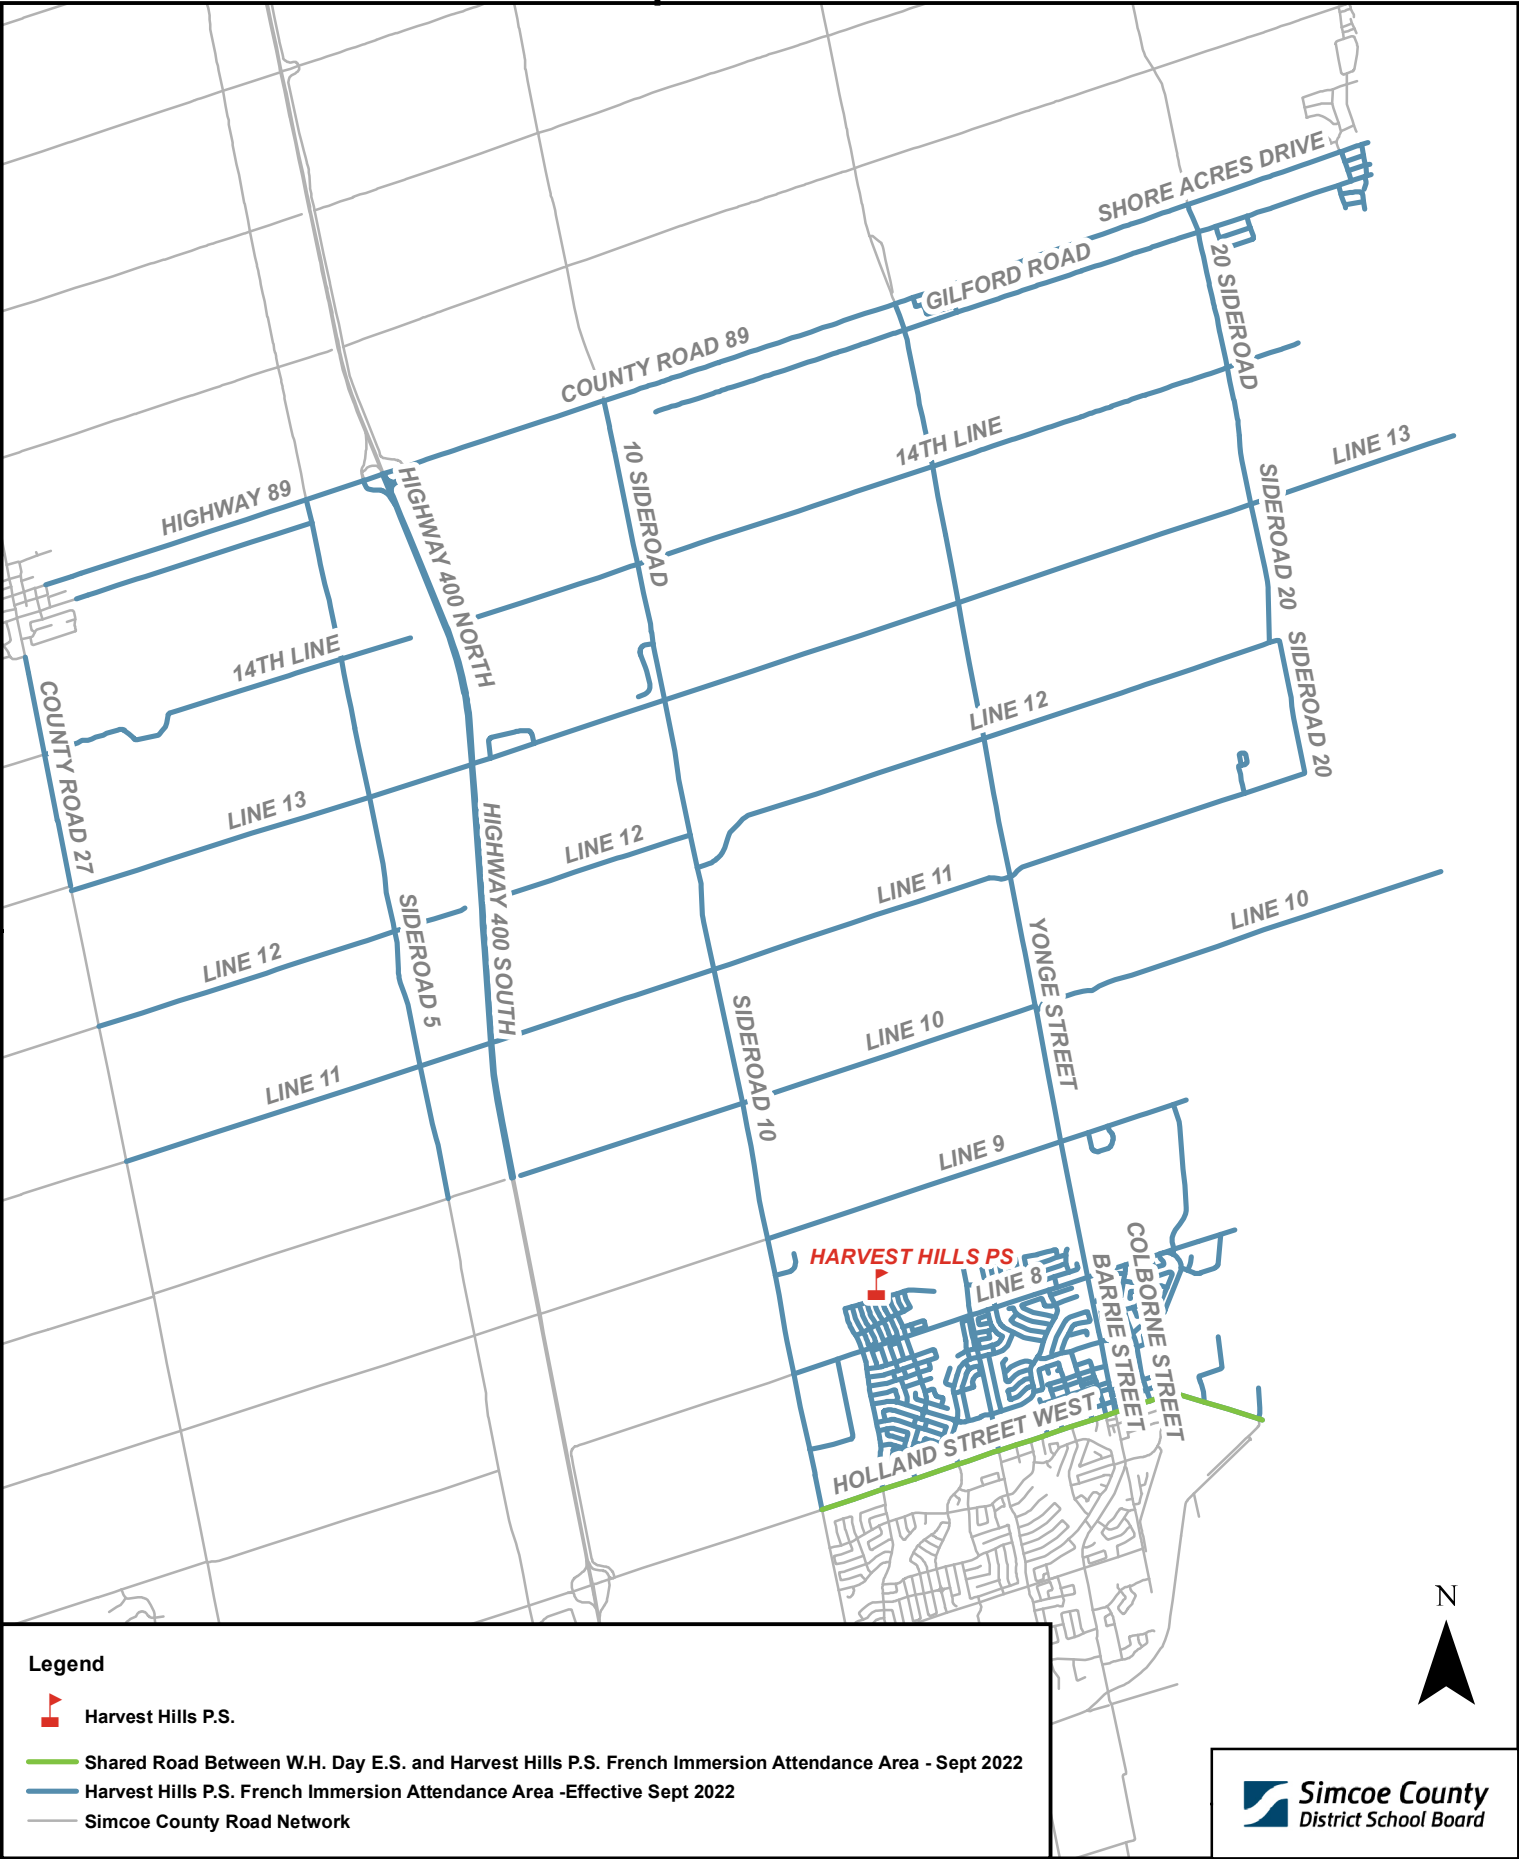 SHORE ACRES DRIVE
GILFORD ROAD
20 SIDEROAD
COUNTY ROAD 89
14TH LINE
LINE 13
10 SIDEROAD
HIGHWAY 89
HIGHWAY 400 NORTH
SIDEROAD 20
14TH LINE
SIDEROAD 20
COUNTY ROAD 27
LINE 12
LINE 13
HIGHWAY 400 SOUTH
LINE 12
LINE 11
LINE 10
SIDEROAD 5
LINE 12
YONGE STREET
SIDEROAD 10
LINE 10
LINE 11
LINE 9
COLBORNE STREET
HARVEST HILLS PS
BARRIE STREET
LINE 8
HOLLAND STREET WEST
N
Legend
Harvest Hills P.S.
Shared Road Between W.H. Day E.S. and Harvest Hills P.S. French Immersion Attendance Area - Sept 2022
Harvest Hills P.S. French Immersion Attendance Area -Effective Sept 2022
Simcoe County Road Network
Simcoe County
District School Board